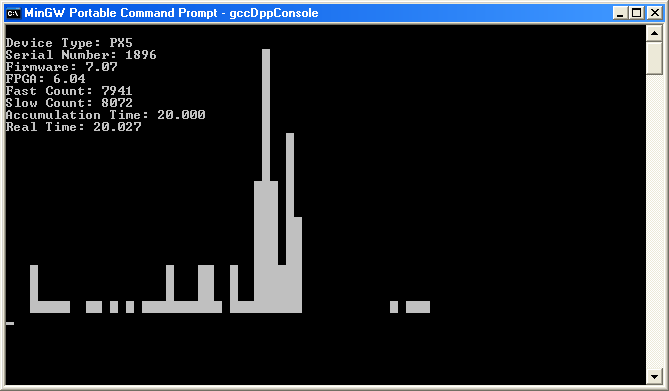 MinGW Portable Command Prompt - gccDppConsole
Device Type: PX5
Serial Number: 1896
Firmware: 7.07
FPGA: 6.04
Fast Count: 7941
Slow Count: 8072
Accumulation Time: 20.000
Real Time: 20.027